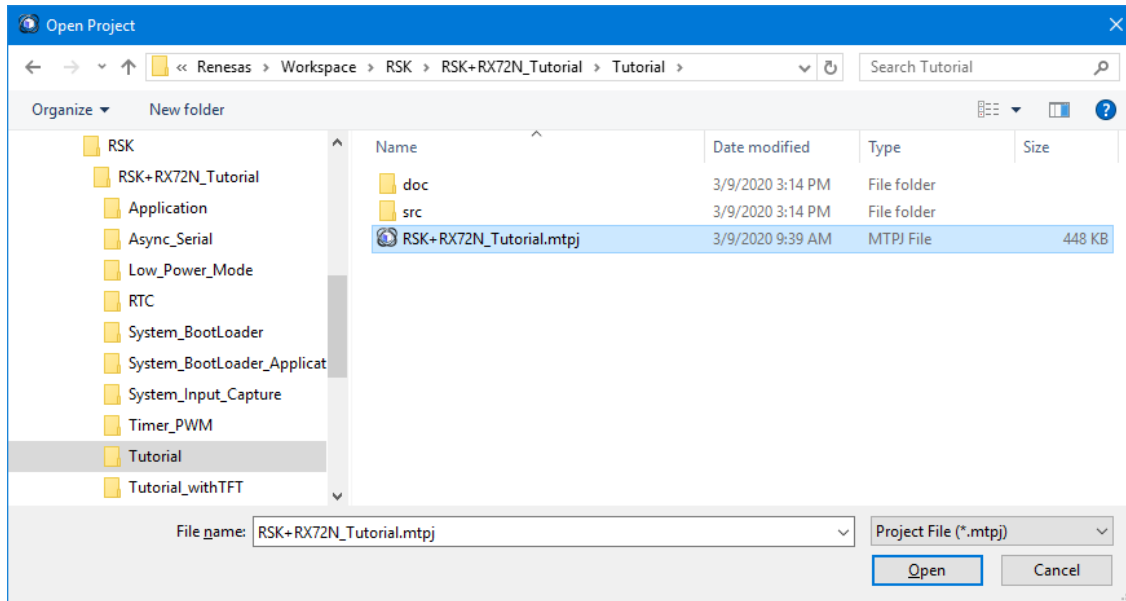 Open Project
« Renesas > Workspace > RSK > RSK+RX72N_Tutorial > Tutorial > Search Tutorial
Organize New folder
Name Date modified Type Size
RSK
RSK+RX72N_Tutorial
Application
Async_Serial
Low_Power_Mode
RTC
System_BootLoader
System_BootLoader_Applicat
System_Input_Capture
Timer_PWM
Tutorial
Tutorial_withTFT
doc 3/9/2020 3:14 PM File folder
src 3/9/2020 3:14 PM File folder
RSK+RX72N_Tutorial.mtpj 3/9/2020 9:39 AM MTPJ File 448 KB
File name: RSK+RX72N_Tutorial.mtpj Project File (*.mtpj)
Open Cancel